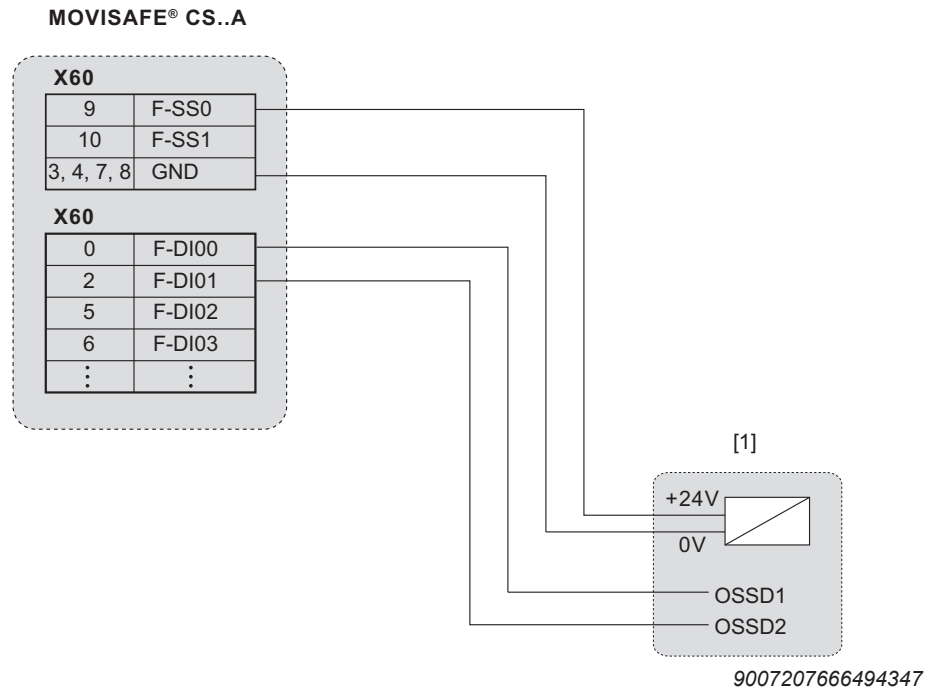 MOVISAFE® CS..A
X60
9 F-SS0
10 F-SS1
3, 4, 7, 8 GND
X60
0 F-DI00
2 F-DI01
5 F-DI02
6 F-DI03
⋮ ⋮
[1]
+24V
0V
OSSD1
OSSD2
9007207666494347